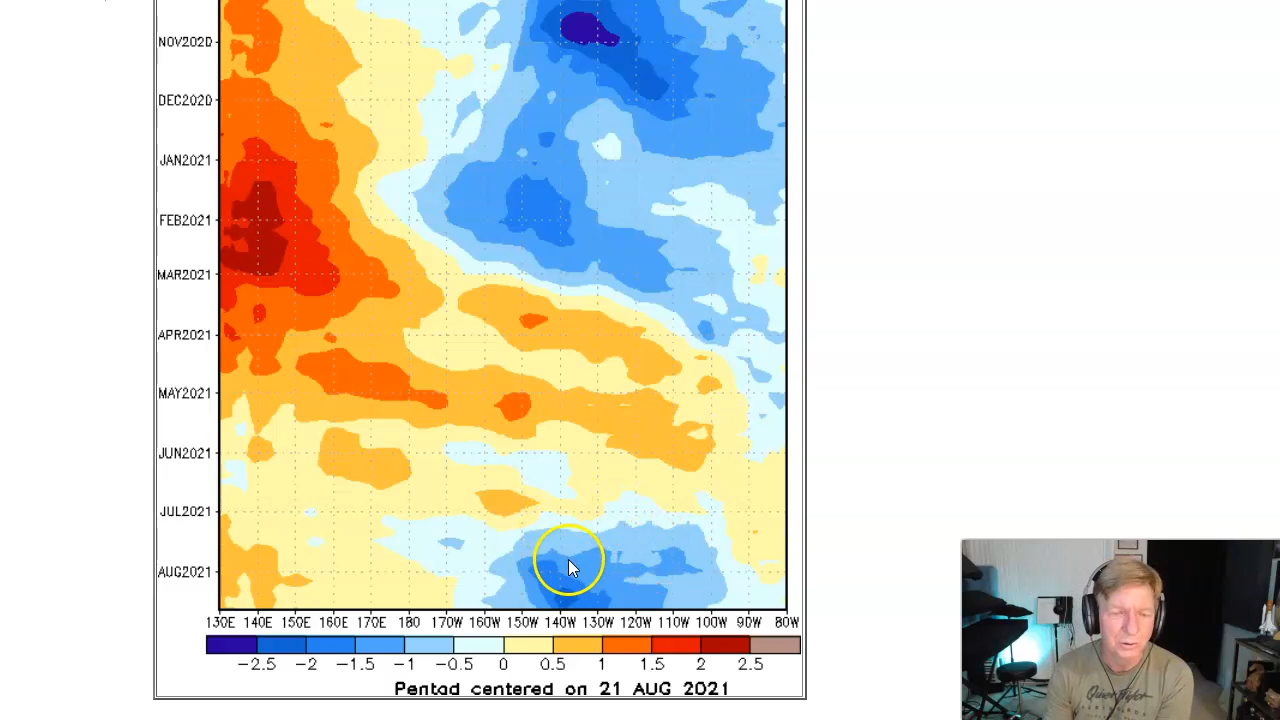 NOV2020
DEC2020
JAN2021
FEB2021
MAR2021
APR2021
MAY2021
JUN2021
JUL2021
AUG2021
130E 140E 150E 160E 170E 180 170W 160W 150W 140W 130W 120W 110W 100W 90W 80W
-2.5 -2 -1.5 -1 -0.5 0 0.5 1 1.5 2 2.5
Pentad centered on 21 AUG 2021